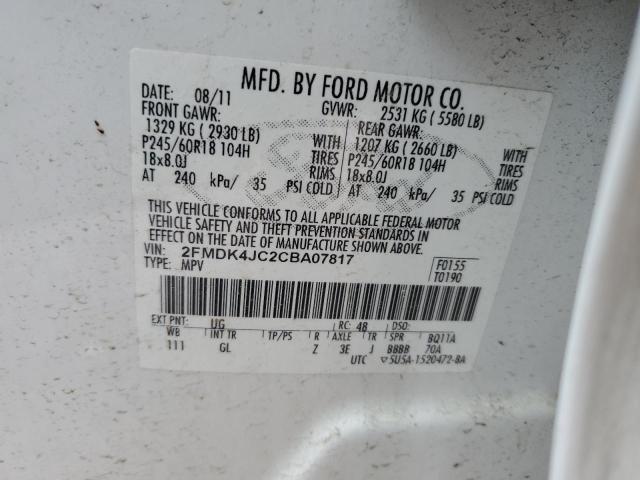 MFD. BY FORD MOTOR CO.
DATE: 08/11 GVWR: 2531 KG ( 5580 LB)
FRONT GAWR: REAR GAWR:
1329 KG ( 2930 LB) WITH 1207 KG ( 2660 LB) WITH
P245/60R18 104H TIRES P245/60R18 104H TIRES
18x8.0J RIMS 18x8.0J RIMS
AT 240 kPa/ 35 PSI COLD AT 240 kPa/ 35 PSI COLD
THIS VEHICLE CONFORMS TO ALL APPLICABLE FEDERAL MOTOR
VEHICLE SAFETY AND THEFT PREVENTION STANDARDS IN
EFFECT ON THE DATE OF MANUFACTURE SHOWN ABOVE.
VIN: 2FMDK4JC2CBA07817 F0155
TYPE: MPV T0190
EXT PNT: UG RC: 48 DSO:
WB INT TR TP/PS R AXLE TR SPR BQ11A
111 GL Z 3E J BBBB 70A
UTC ▽5U5A-1520472-BA